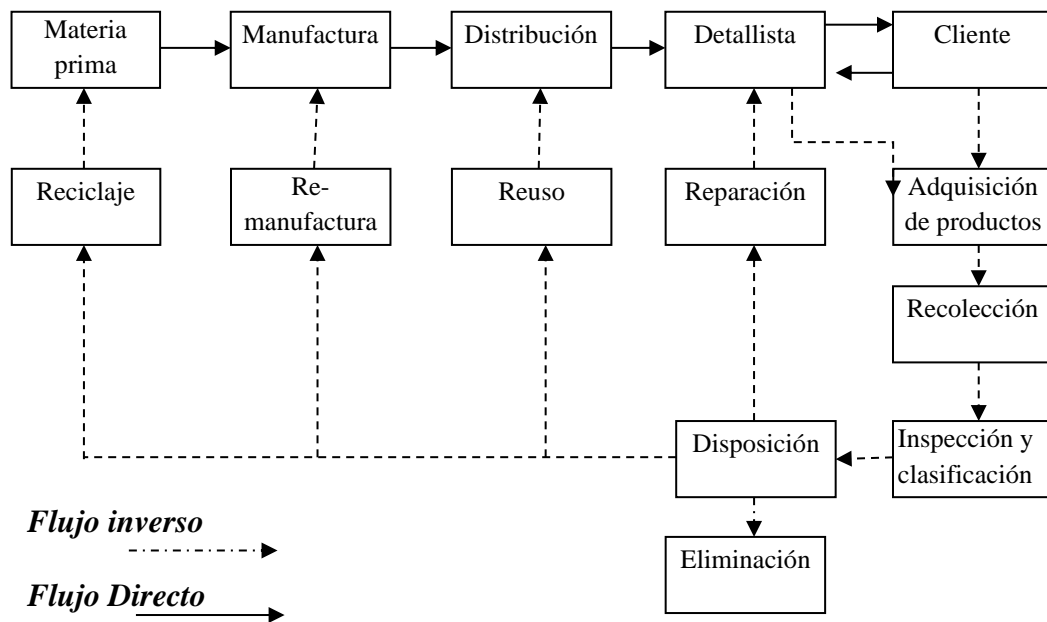 Materia
prima
Manufactura
Distribución
Detallista
Cliente
Reciclaje
Re-
manufactura
Reuso
Reparación
Adquisición
de productos
Recolección
Disposición
Inspección y
clasificación
Flujo inverso
Eliminación
Flujo Directo